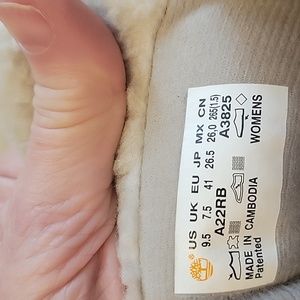 US UK EU JP MX CN
9.5 7.5 41 26.5 26.0 265(1.5)
A22RB A3825
MADE IN CAMBODIA WOMENS
Patented